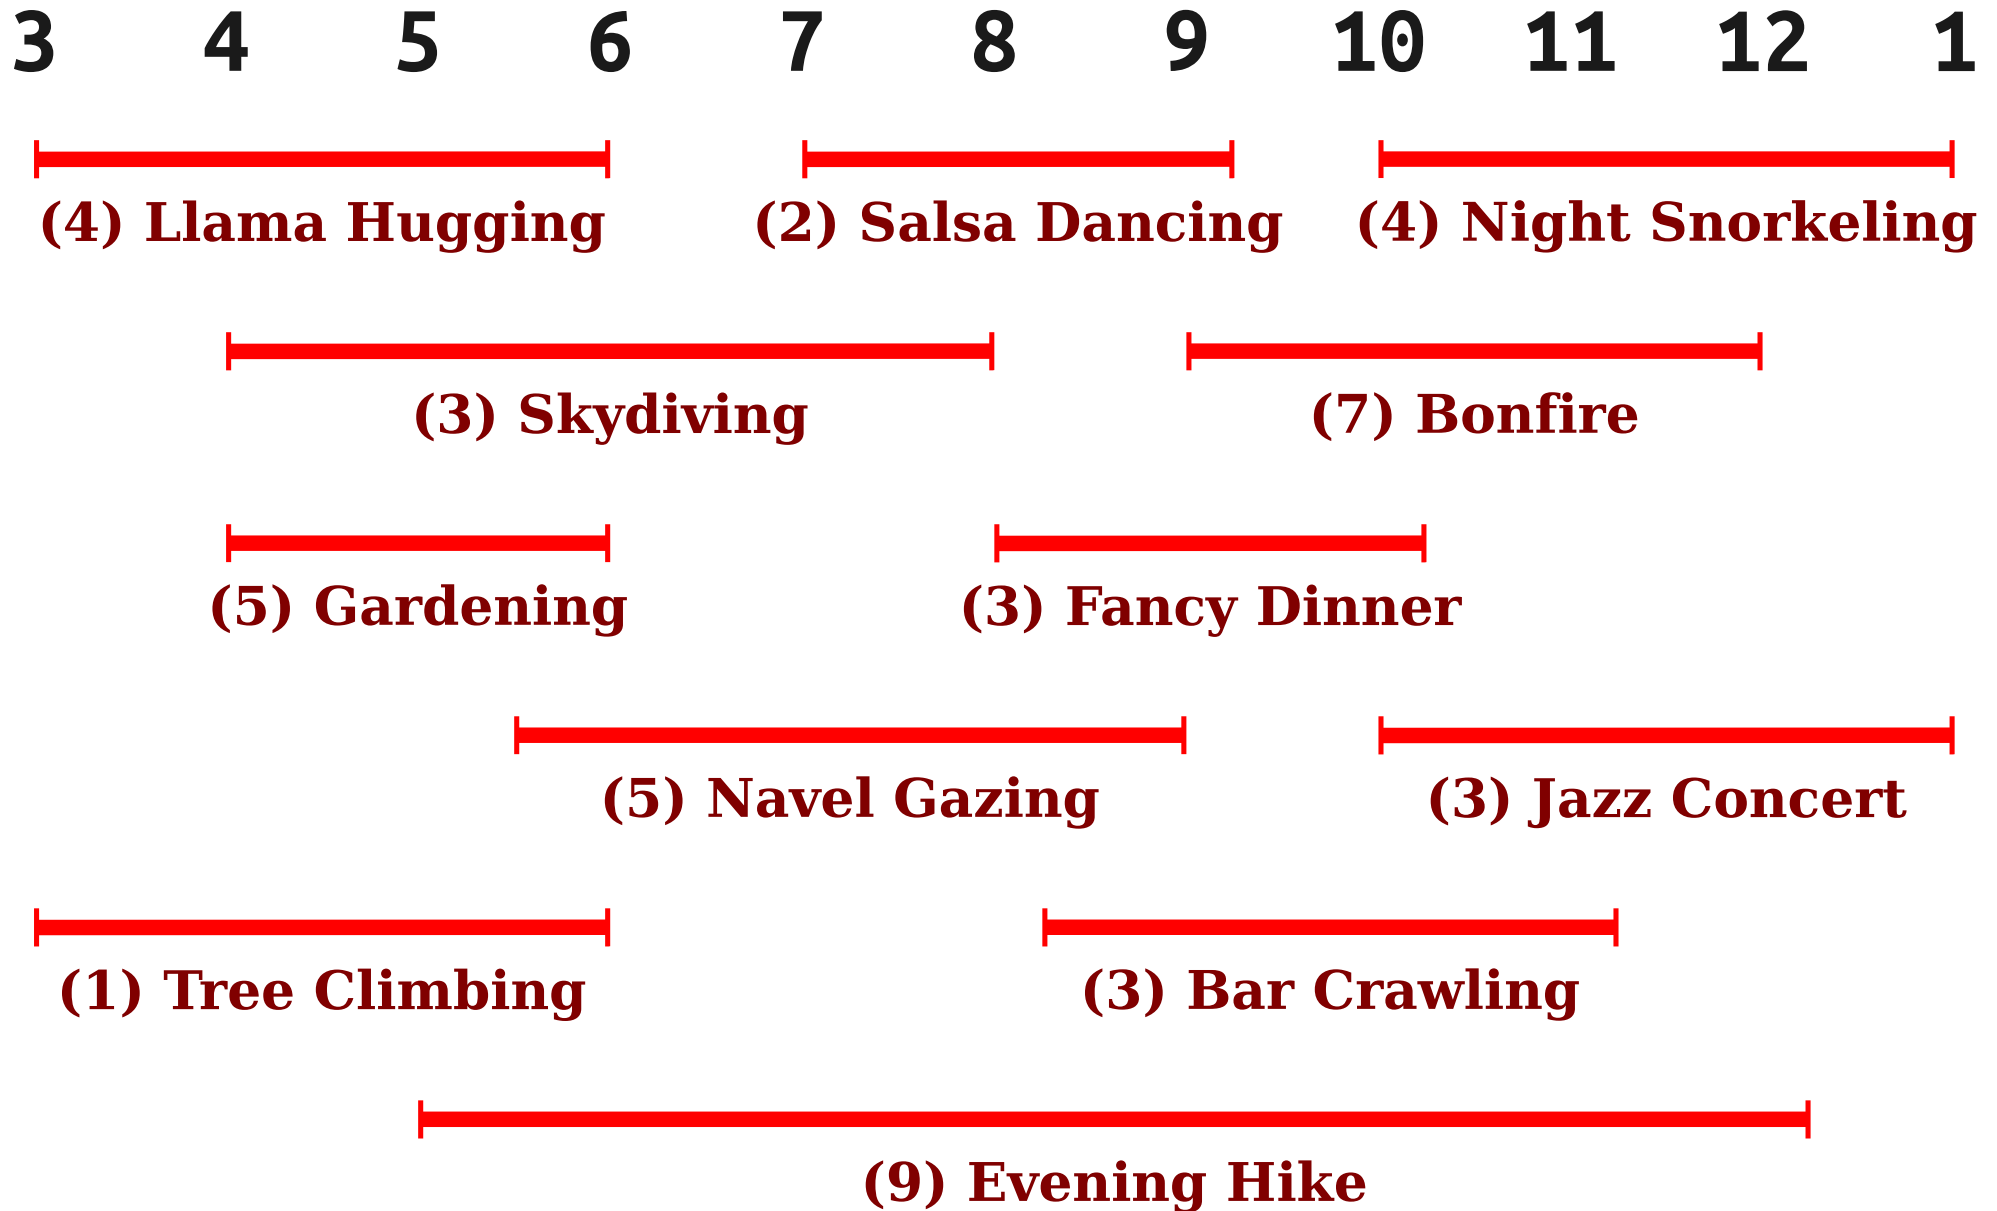 3 4 5 6 7 8 9 10 11 12 1
(4) Llama Hugging (2) Salsa Dancing (4) Night Snorkeling
(3) Skydiving (7) Bonfire
(5) Gardening (3) Fancy Dinner
(5) Navel Gazing (3) Jazz Concert
(1) Tree Climbing (3) Bar Crawling
(9) Evening Hike